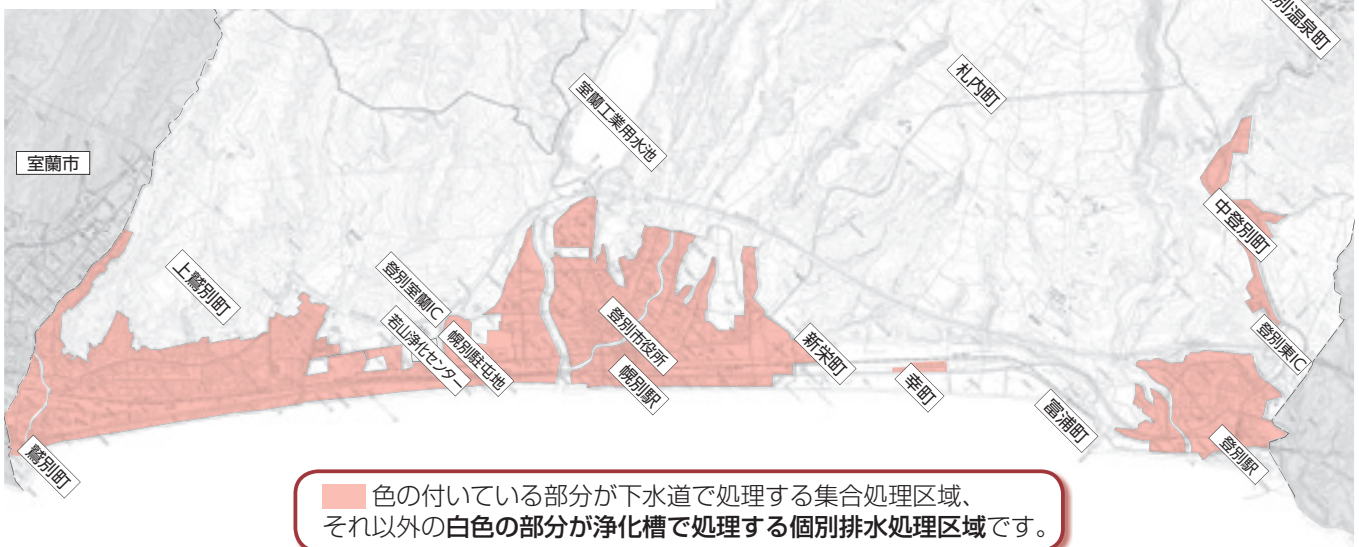 別温泉町
札内町
室蘭工業用水池
室蘭市
中登別町
上鷲別町
登別室蘭IC
若山浄化センター
幌別駐屯地
登別市役所
幌別駅
新栄町
幸町
登別東IC
富浦町
登別駅
鷲別町
色の付いている部分が下水道で処理する集合処理区域、
それ以外の白色の部分が浄化槽で処理する個別排水処理区域です。